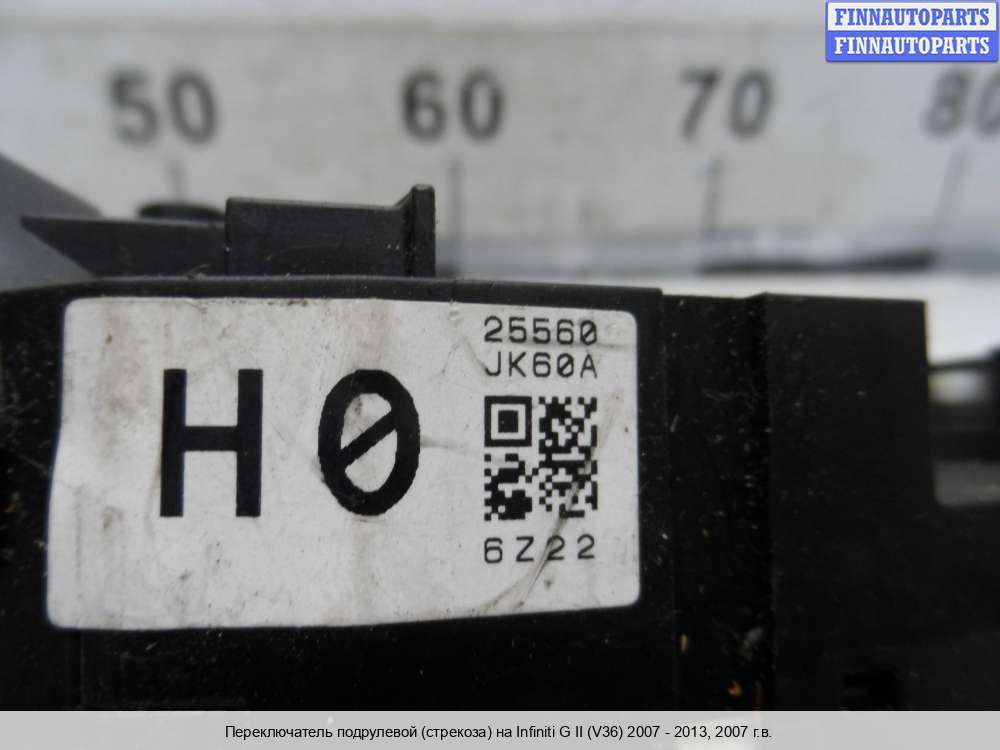 FINNAUTOPARTS
FINNAUTOPARTS
50 60 70 80
25560
JK60A
H0
6Z22
Переключатель подрулевой (стрекоза) на Infiniti G II (V36) 2007 - 2013, 2007 г.в.